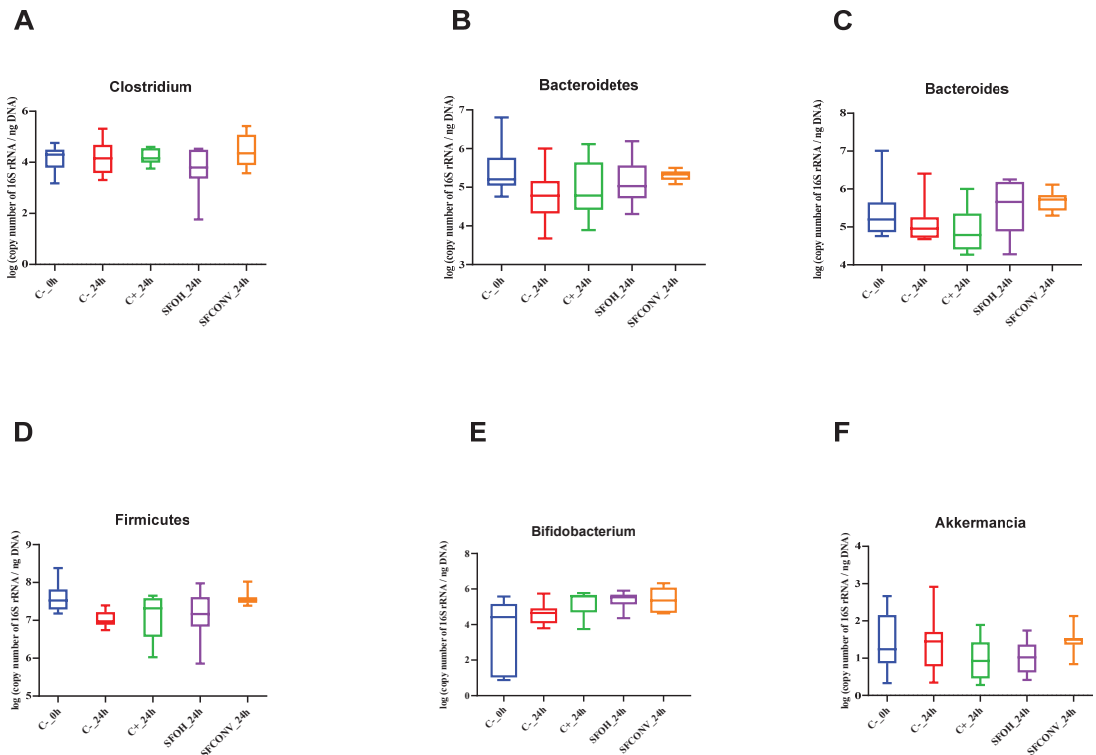 A
Clostridium
log (copy number of 16S rRNA / ng DNA)
6
4
2
0
C-_0h
C-_24h
C+_24h
SFOH_24h
SFCONV_24h
B
Bacteroidetes
log (copy number of 16S rRNA / ng DNA)
7
6
5
4
3
C-_0h
C-_24h
C+_24h
SFOH_24h
SFCONV_24h
C
Bacteroides
log (copy number of 16S rRNA / ng DNA)
8
7
6
5
4
C-_0h
C-_24h
C+_24h
SFOH_24h
SFCONV_24h
D
Firmicutes
log (copy number of 16S rRNA / ng DNA)
9
8
7
6
5
C-_0h
C-_24h
C+_24h
SFOH_24h
SFCONV_24h
E
Bifidobacterium
log (copy number of 16S rRNA / ng DNA)
8
6
4
2
0
C-_0h
C-_24h
C+_24h
SFOH_24h
SFCONV_24h
F
Akkermancia
log (copy number of 16S rRNA / ng DNA)
4
3
2
1
0
C-_0h
C-_24h
C+_24h
SFOH_24h
SFCONV_24h